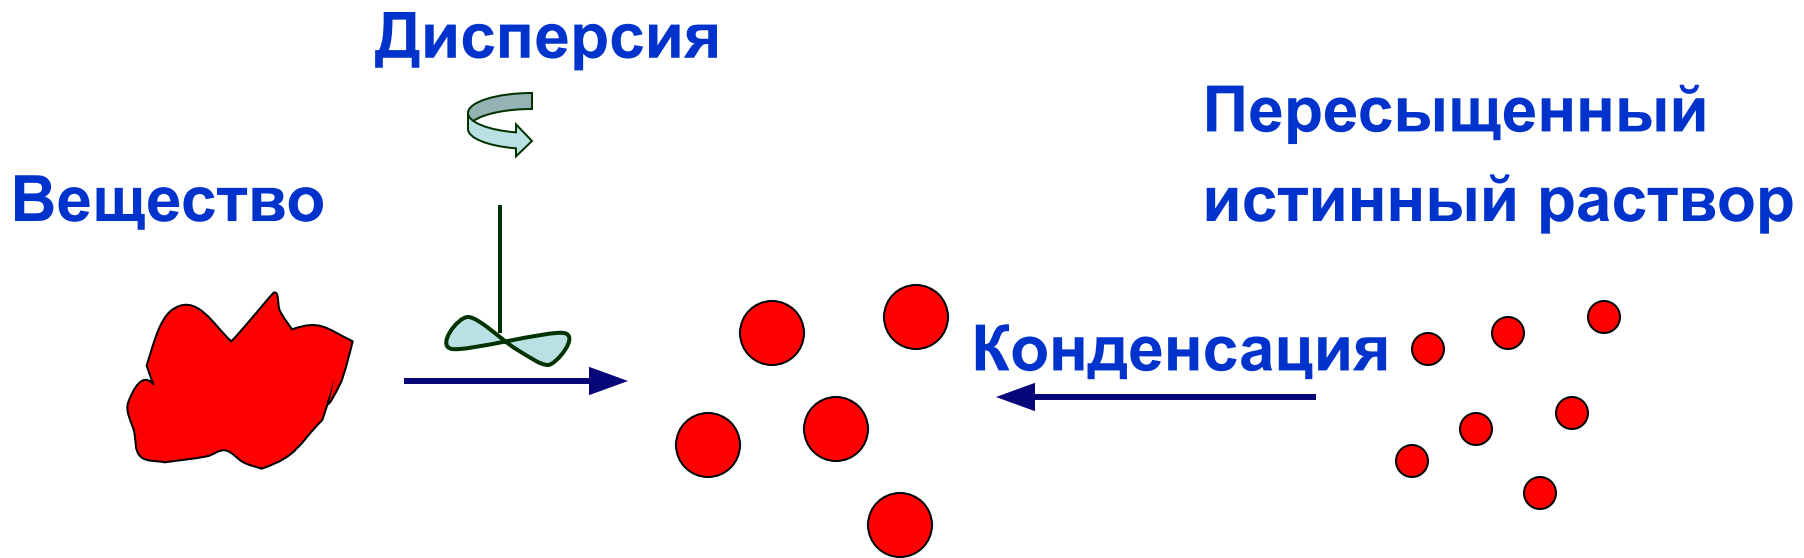 Дисперсия
Вещество
Пересыщенный
истинный раствор
Конденсация